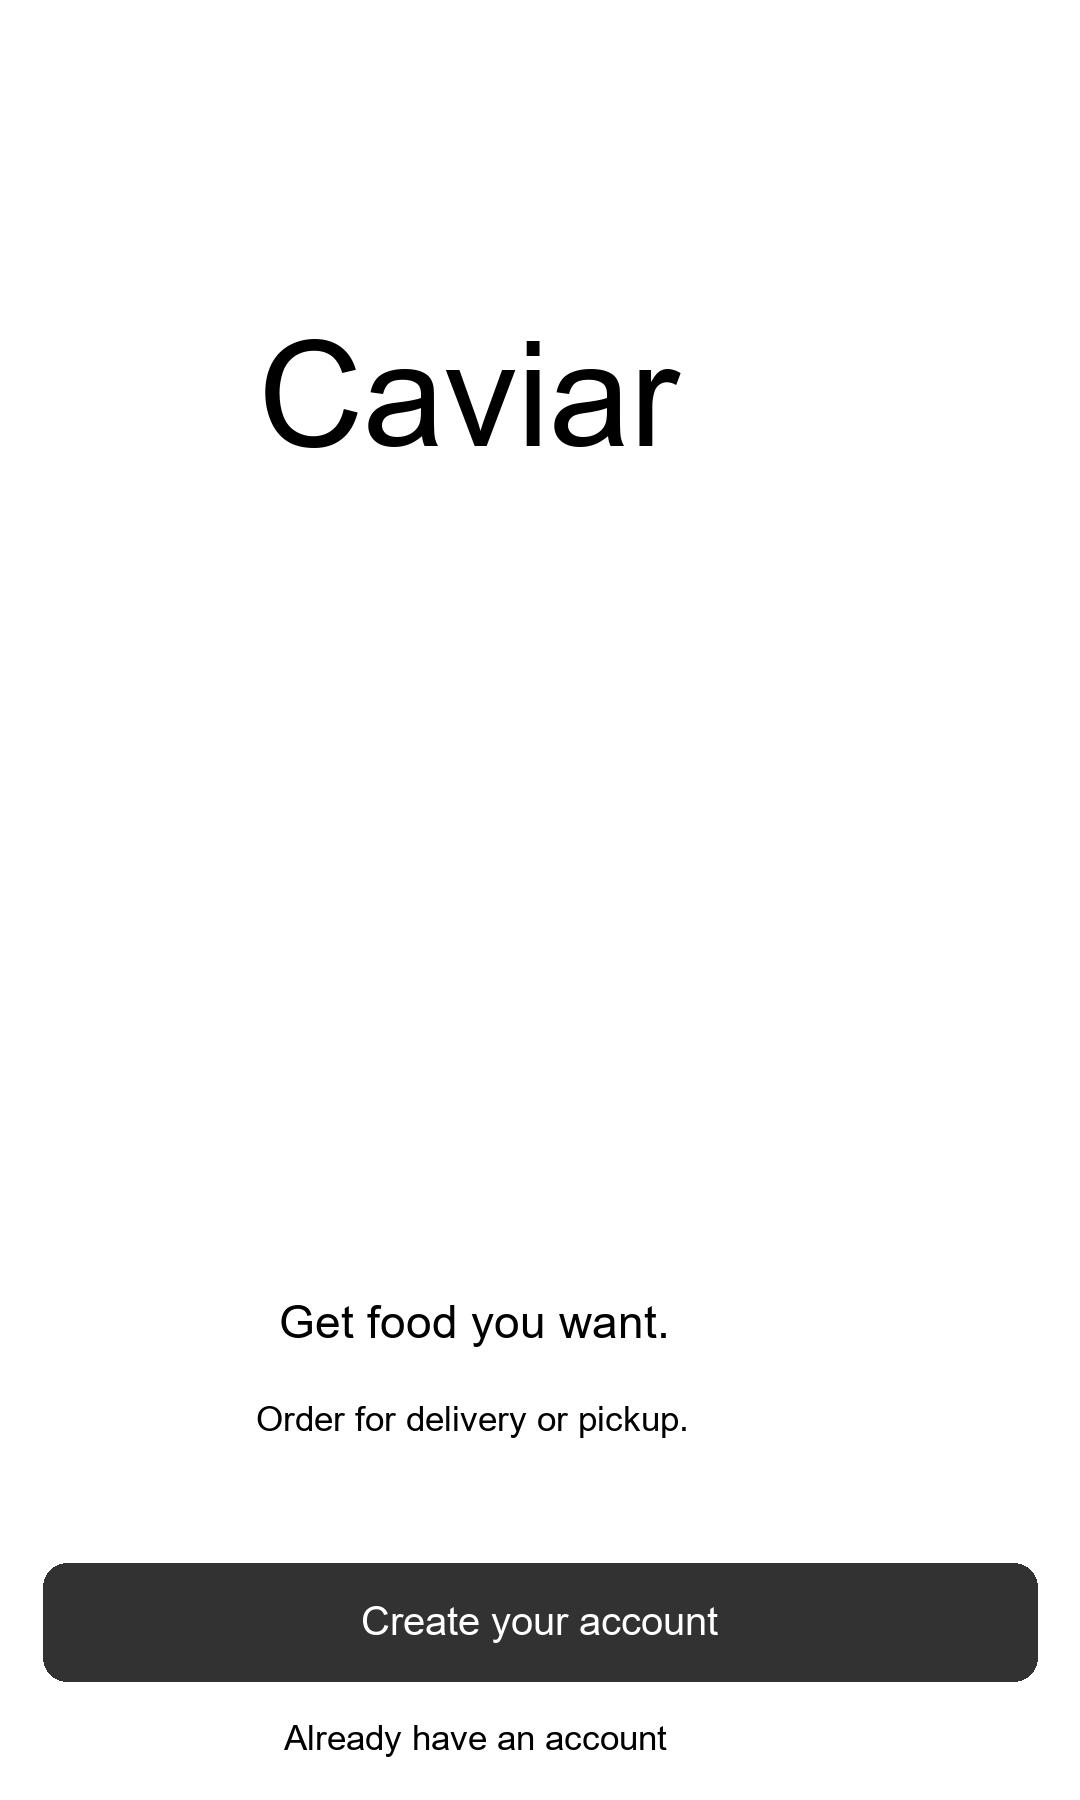 Caviar
Get food you want.
Order for delivery or pickup.
Create your account
Already have an account